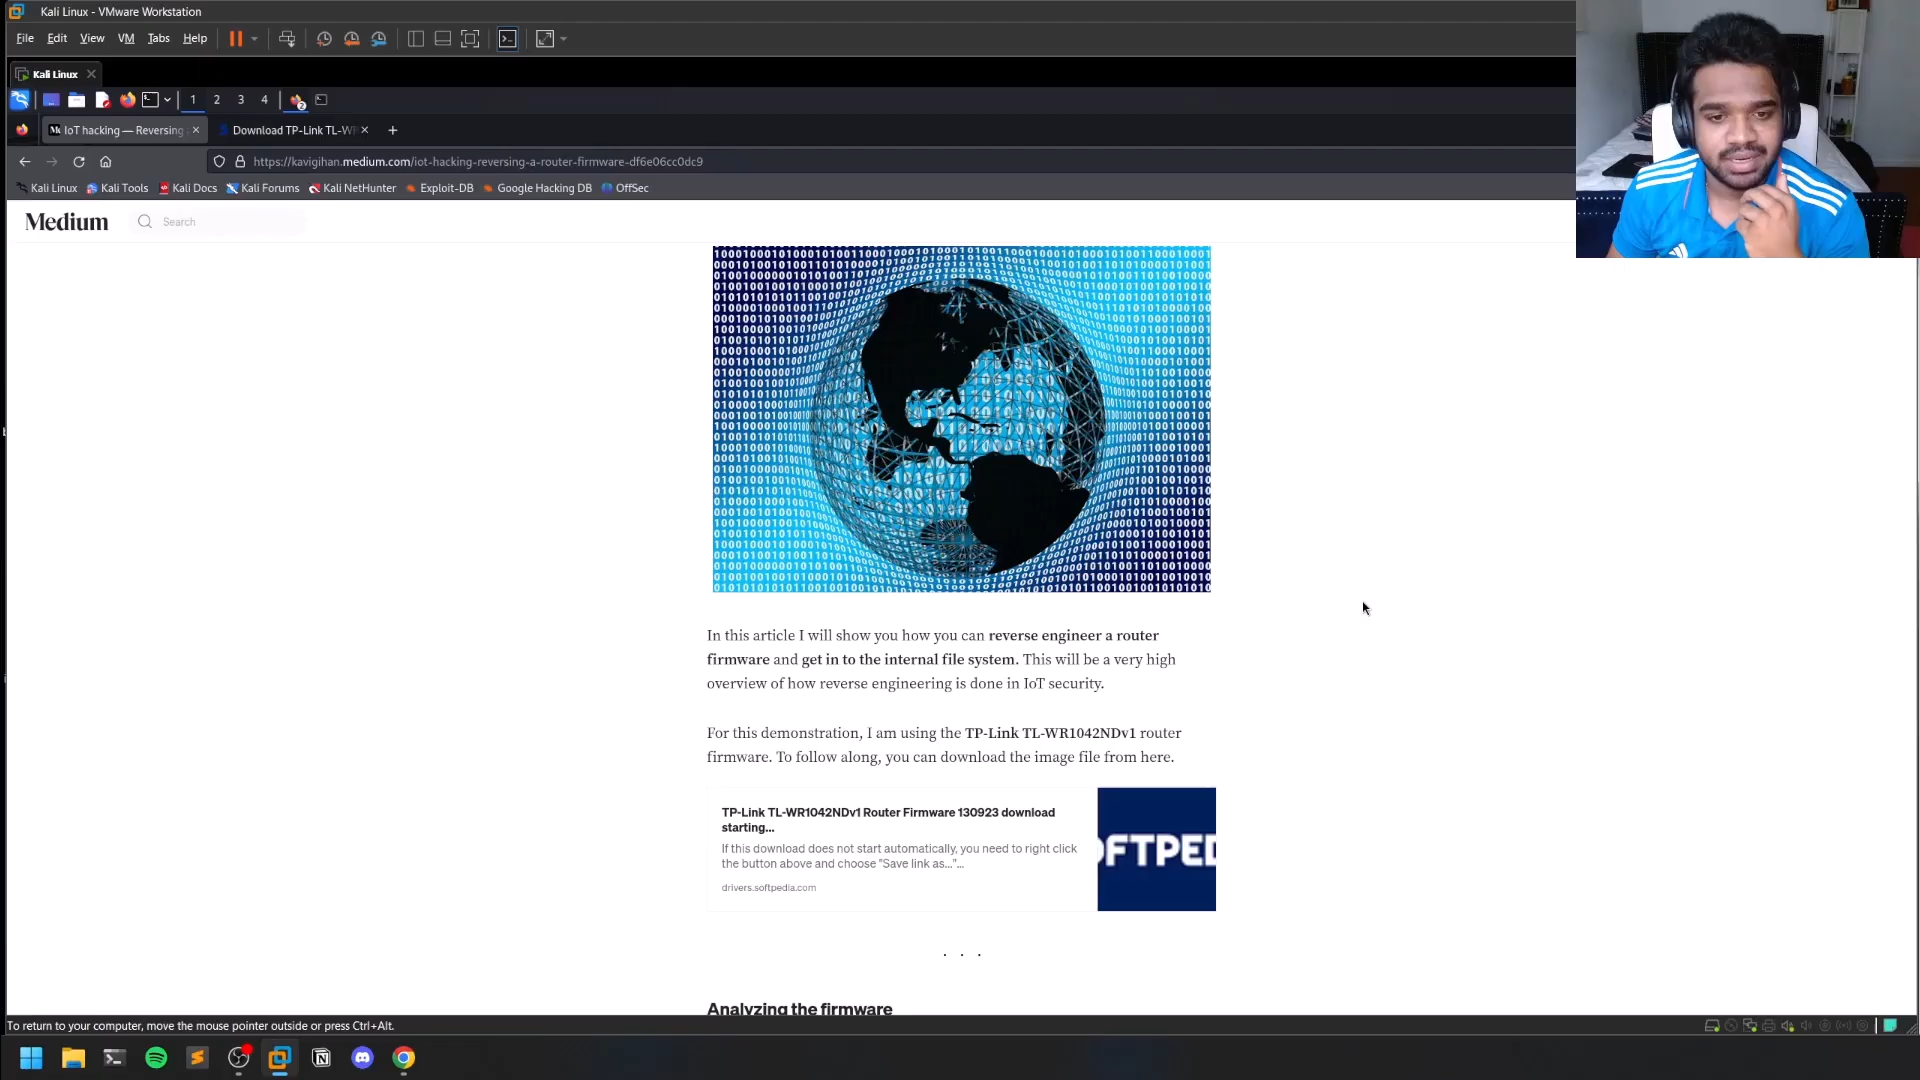 Kali Linux - VMware Workstation
File Edit View VM Tabs Help
Kali Linux
1 2 3 4
IoT hacking — Reversing
Download TP-Link TL-WR
https://kavigihan.medium.com/iot-hacking-reversing-a-router-firmware-df6e06cc0dc9
Kali Linux Kali Tools Kali Docs Kali Forums Kali NetHunter Exploit-DB Google Hacking DB OffSec
Medium
Search
In this article I will show you how you can reverse engineer a router
firmware and get in to the internal file system. This will be a very high
overview of how reverse engineering is done in IoT security.
For this demonstration, I am using the TP-Link TL-WR1042NDv1 router
firmware. To follow along, you can download the image file from here.
TP-Link TL-WR1042NDv1 Router Firmware 130923 download
starting...
If this download does not start automatically, you need to right click
the button above and choose "Save link as..."...
drivers.softpedia.com
OFTPED
. . .
Analyzing the firmware
To return to your computer, move the mouse pointer outside or press Ctrl+Alt.